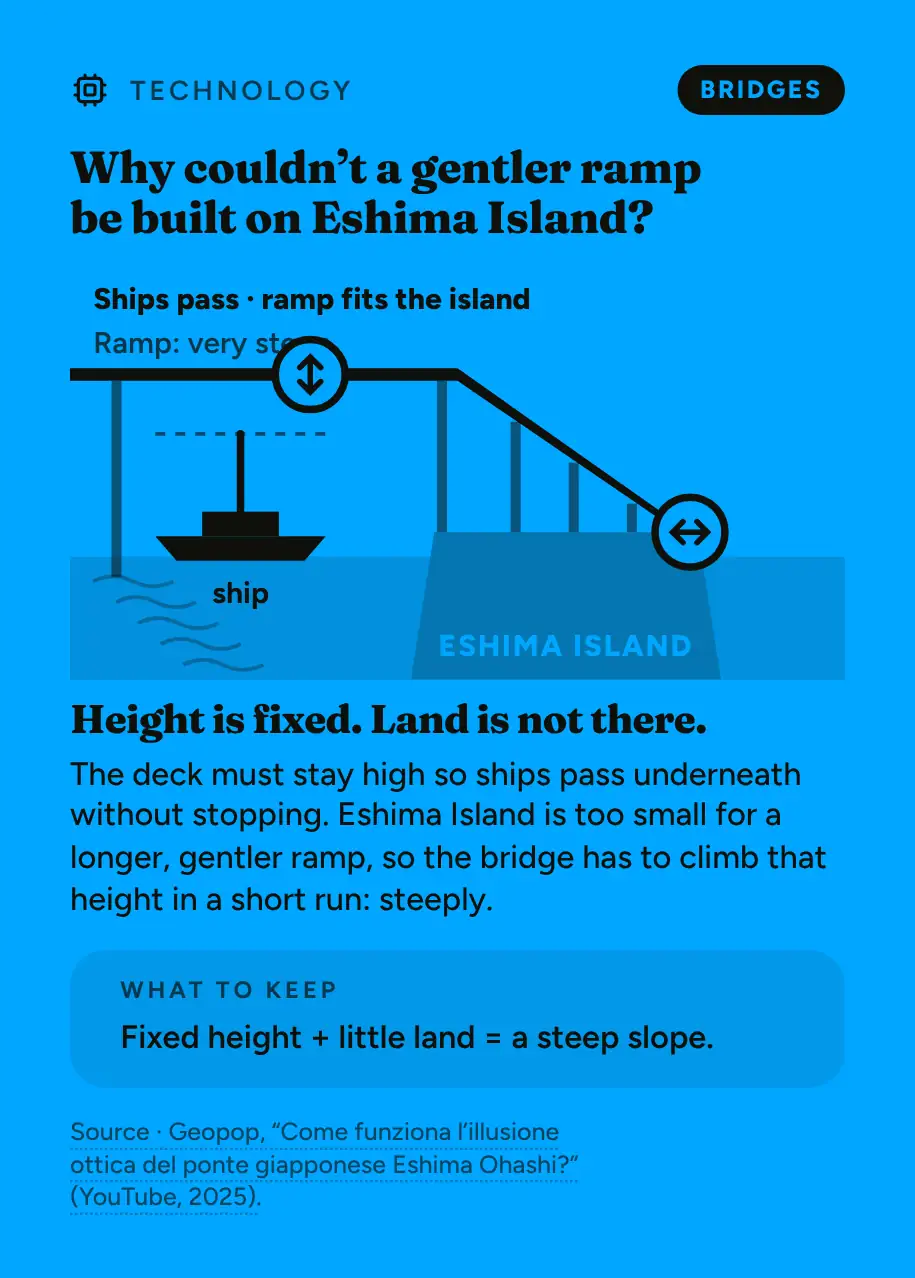 TECHNOLOGY
BRIDGES
Why couldn’t a gentler ramp
be built on Eshima Island?
Ships pass · ramp fits the island
Ramp: very
ship
ESHIMA ISLAND
Height is fixed. Land is not there.
The deck must stay high so ships pass underneath
without stopping. Eshima Island is too small for a
longer, gentler ramp, so the bridge has to climb that
height in a short run: steeply.
WHAT TO KEEP
Fixed height + little land = a steep slope.
Source · Geopop, “Come funziona l’illusione
ottica del ponte giapponese Eshima Ohashi?”
(YouTube, 2025).